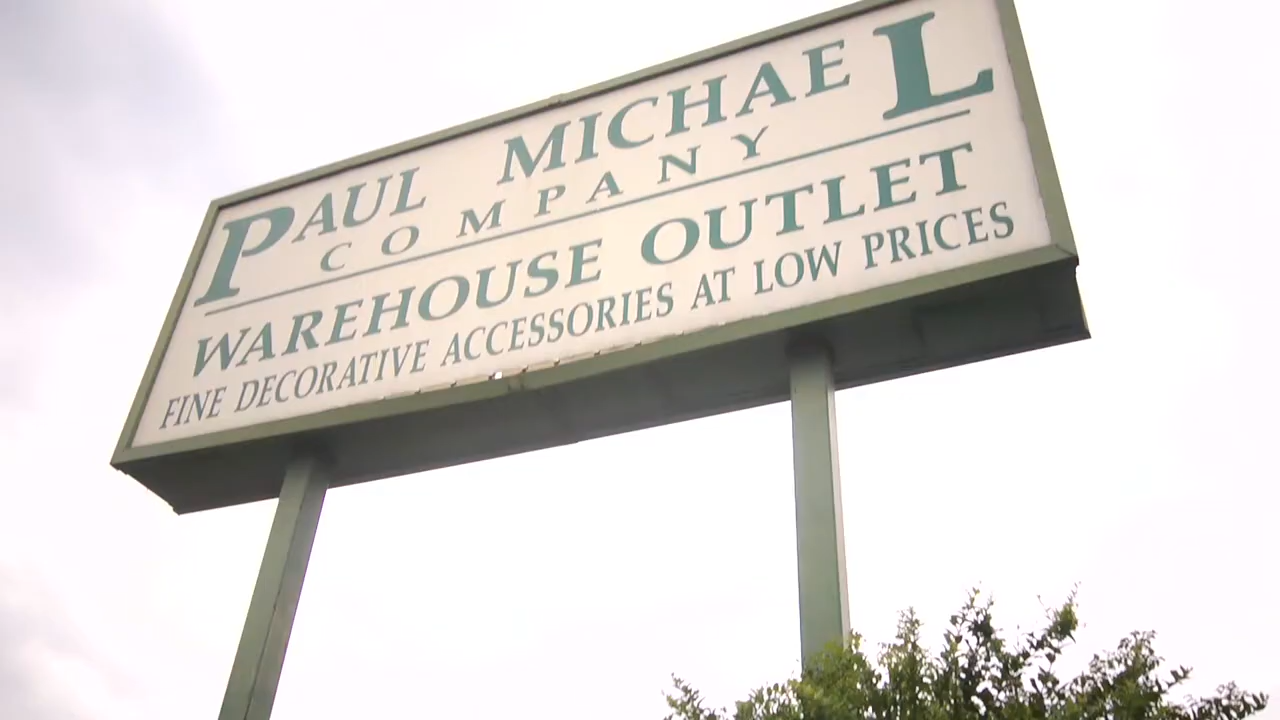 PAUL MICHAEL
COMPANY
WAREHOUSE OUTLET
FINE DECORATIVE ACCESSORIES AT LOW PRICES